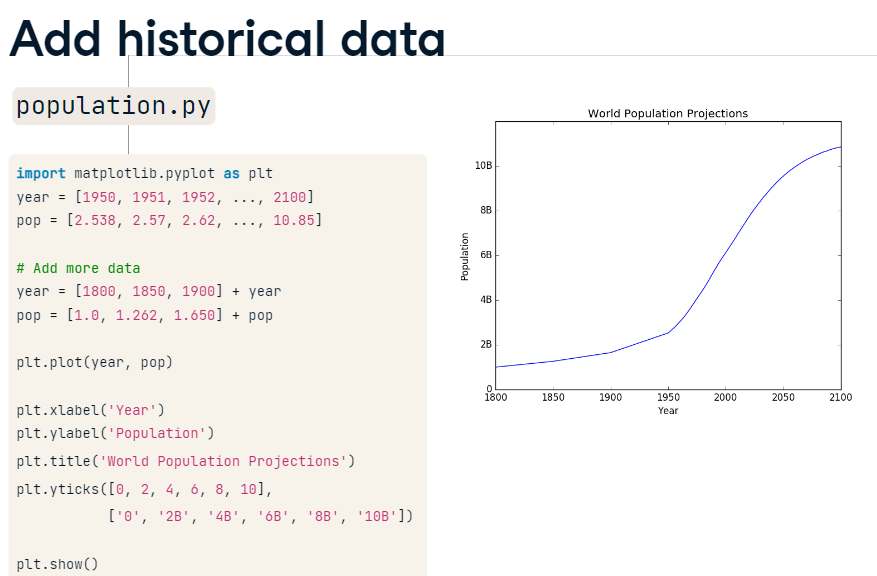 Add historical data
population.py
import matplotlib.pyplot as plt
year = [1950, 1951, 1952, ..., 2100]
pop = [2.538, 2.57, 2.62, ..., 10.85]
# Add more data
year = [1800, 1850, 1900] + year
pop = [1.0, 1.262, 1.650] + pop
plt.plot(year, pop)
plt.xlabel('Year')
plt.ylabel('Population')
plt.title('World Population Projections')
plt.yticks([0, 2, 4, 6, 8, 10],
['0', '2B', '4B', '6B', '8B', '10B'])
plt.show()
World Population Projections
10B
8B
6B
4B
2B
0
Population
1800 1850 1900 1950 2000 2050 2100
Year